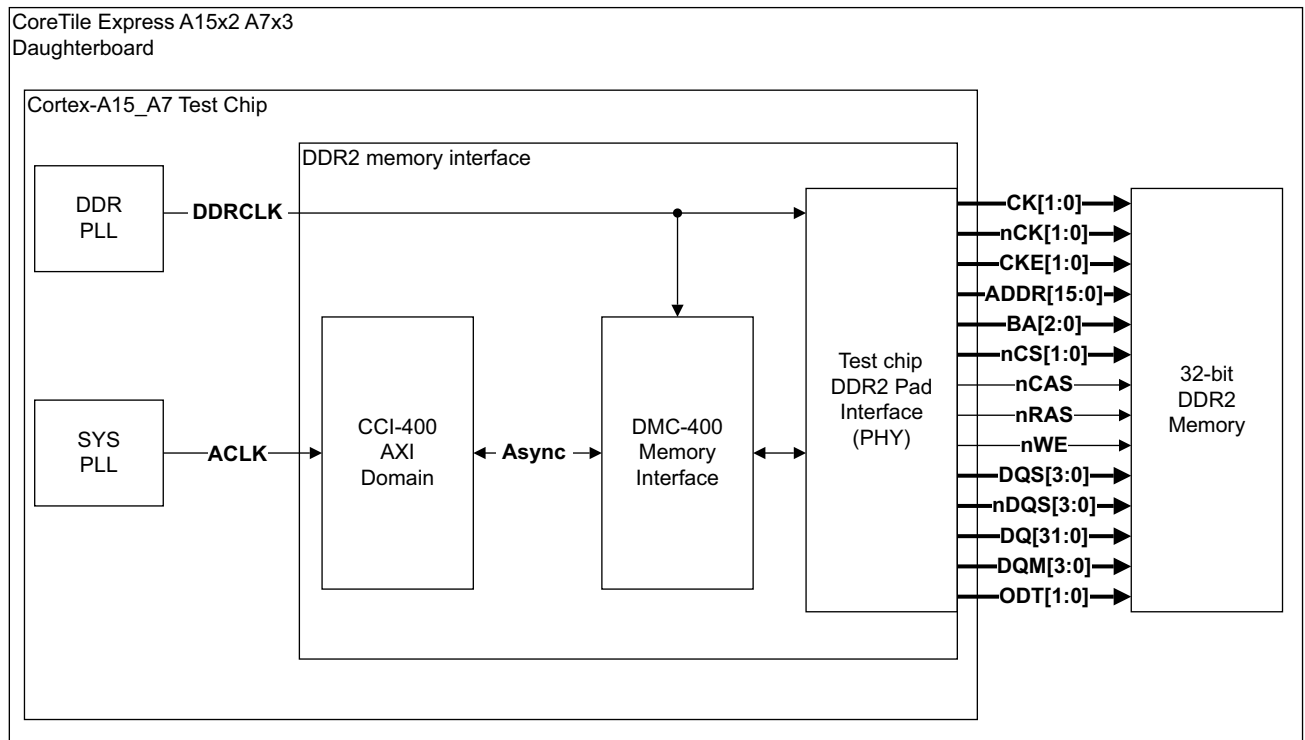 CoreTile Express A15x2 A7x3
Daughterboard
Cortex-A15_A7 Test Chip
DDR2 memory interface
DDR
PLL
DDRCLK
SYS
PLL
ACLK
CCI-400
AXI
Domain
Async
DMC-400
Memory
Interface
Test chip
DDR2 Pad
Interface
(PHY)
CK[1:0]
nCK[1:0]
CKE[1:0]
ADDR[15:0]
BA[2:0]
nCS[1:0]
nCAS
nRAS
nWE
DQS[3:0]
nDQS[3:0]
DQ[31:0]
DQM[3:0]
ODT[1:0]
32-bit
DDR2
Memory